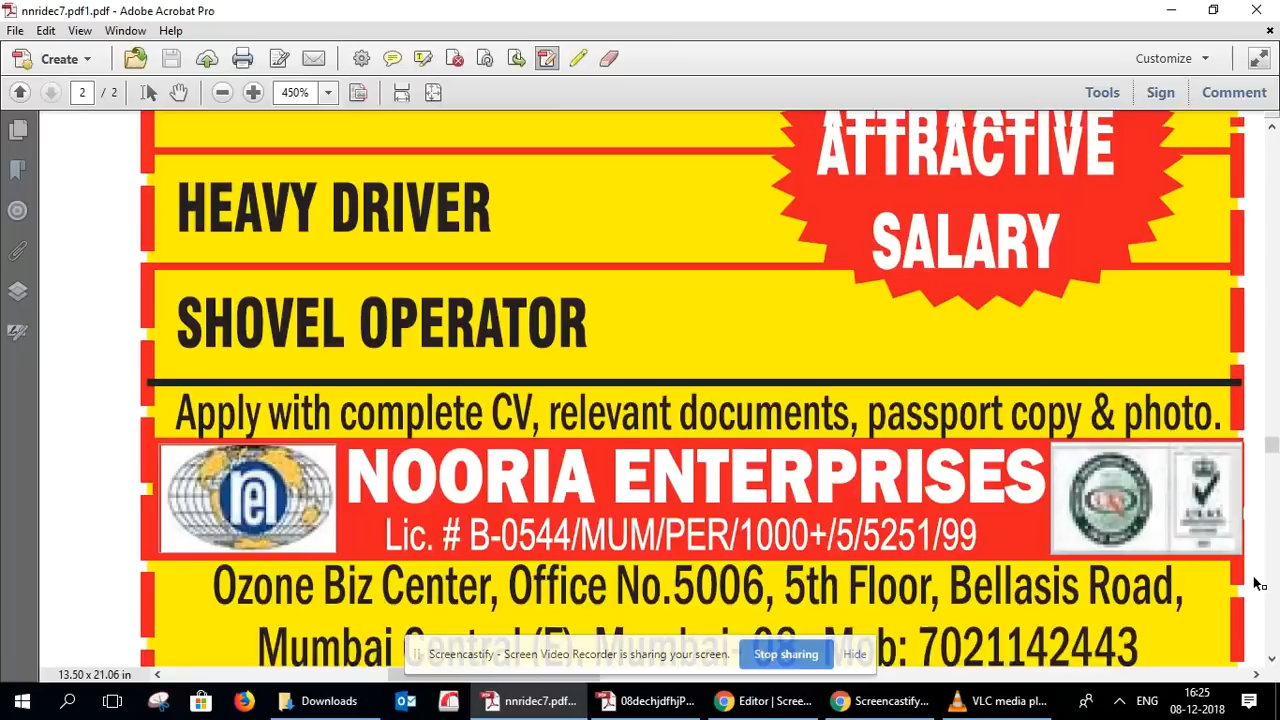 nnridec7.pdf1.pdf - Adobe Acrobat Pro
File Edit View Window Help
Create Customize
2 / 2 450% Tools Sign Comment
ATTRACTIVE
SALARY
HEAVY DRIVER
SHOVEL OPERATOR
Apply with complete CV, relevant documents, passport copy & photo.
NOORIA ENTERPRISES
Lic. # B-0544/MUM/PER/1000+/5/5251/99
Ozone Biz Center, Office No.5006, 5th Floor, Bellasis Road,
Mumbai Central (E), Mumbai- 08 Mob: 7021142443
Screencastify - Screen Video Recorder is sharing your screen. Stop sharing Hide
13.50 x 21.06 in
Downloads nnridec7.pdf... 08dechjdfhjP... Editor | Scree... Screencastify... VLC media pl... ENG 16:25
08-12-2018